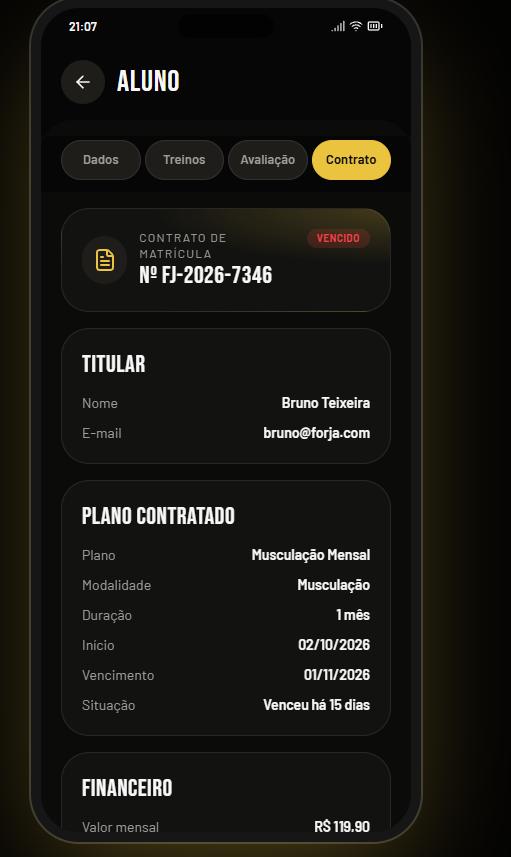 21:07
ALUNO
Dados Treinos Avaliação Contrato
CONTRATO DE
MATRÍCULA
VENCIDO
Nº FJ-2026-7346
TITULAR
Nome Bruno Teixeira
E-mail bruno@forja.com
PLANO CONTRATADO
Plano Musculação Mensal
Modalidade Musculação
Duração 1 mês
Início 02/10/2026
Vencimento 01/11/2026
Situação Venceu há 15 dias
FINANCEIRO
Valor mensal R$ 119.90